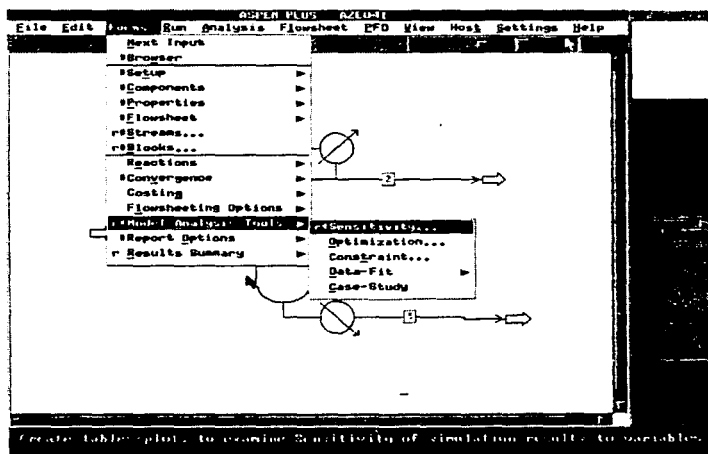 ASPEN PLUS AZEOWT
File Edit Forms Run Analysis Flowsheet PFD View Host Settings Help
Next Input
Browser
Setup
Components
Properties
Flowsheet
Streams...
Blocks...
Reactions
Convergence
Costing
Flowsheeting Options
Model Analysis Tools
Report Options
Results Summary
Sensitivity...
Optimization...
Constraint...
Data-Fit
Case-Study
2
3
Create tables/plots to examine Sensitivity of simulation results to variables